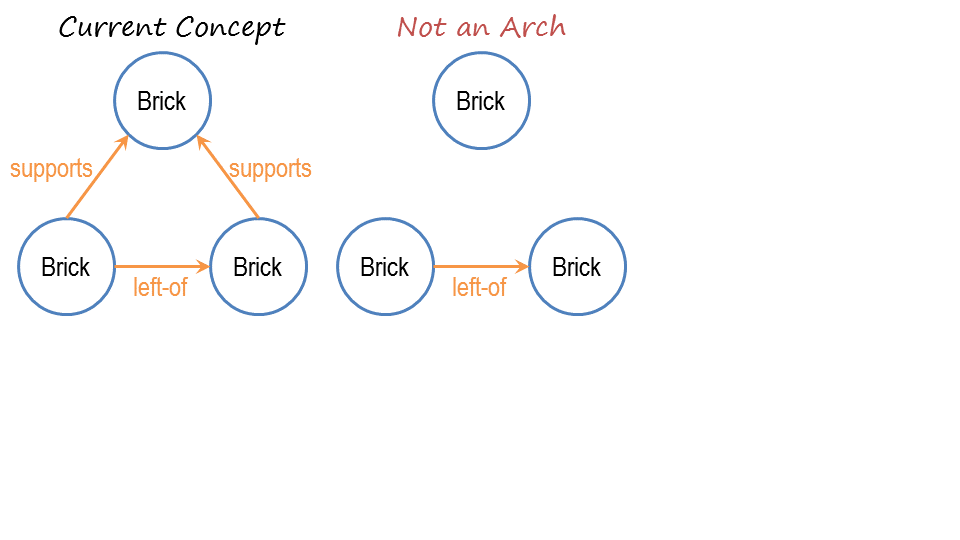 Current Concept
Not an Arch
Brick
Brick
supports
supports
Brick
Brick
Brick
Brick
left-of
left-of